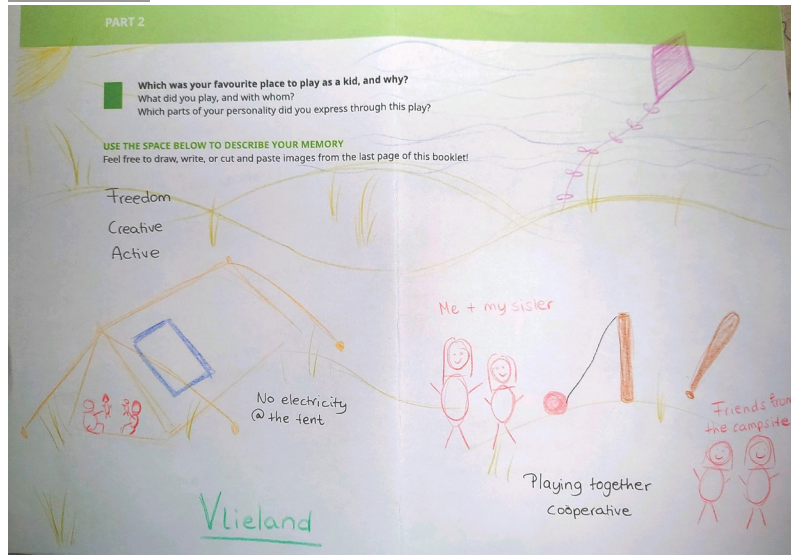 PART 2
Which was your favourite place to play as a kid, and why?
What did you play, and with whom?
Which parts of your personality did you express through this play?
USE THE SPACE BELOW TO DESCRIBE YOUR MEMORY
Feel free to draw, write, or cut and paste images from the last page of this booklet!
Freedom
Creative
Active
Me + my sister
No electricity
@ the tent
Friends from
the campsite
Playing together
coöperative
Vlieland